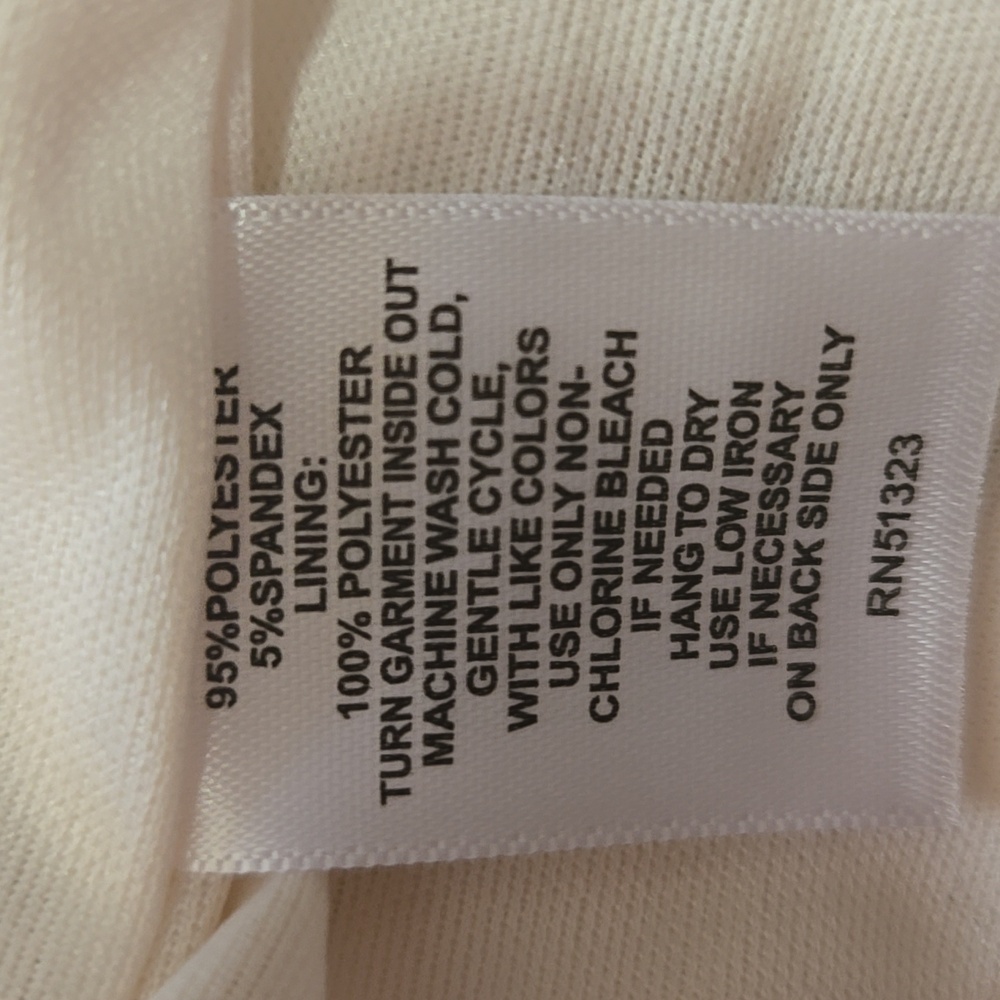 95%POLYESTER
5%SPANDEX
LINING:
100% POLYESTER
TURN GARMENT INSIDE OUT
MACHINE WASH COLD,
GENTLE CYCLE,
WITH LIKE COLORS
USE ONLY NON-
CHLORINE BLEACH
IF NEEDED
HANG TO DRY
USE LOW IRON
IF NECESSARY
ON BACK SIDE ONLY
RN51323